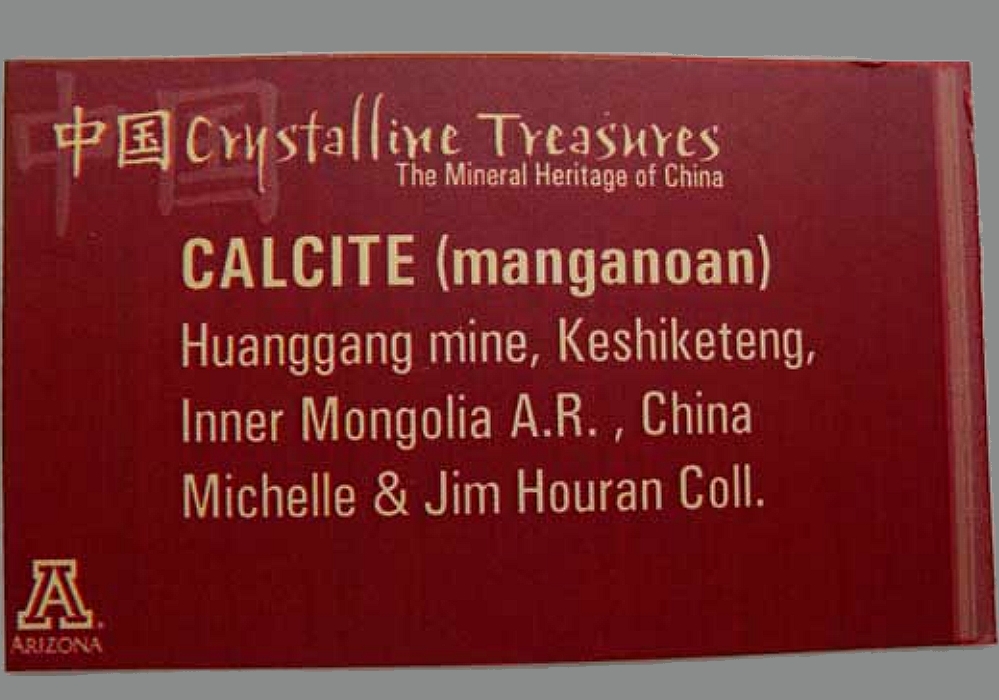 中国 Crystalline Treasures
The Mineral Heritage of China
CALCITE (manganoan)
Huanggang mine, Keshiketeng,
Inner Mongolia A.R. , China
Michelle & Jim Houran Coll.
A.
ARIZONA